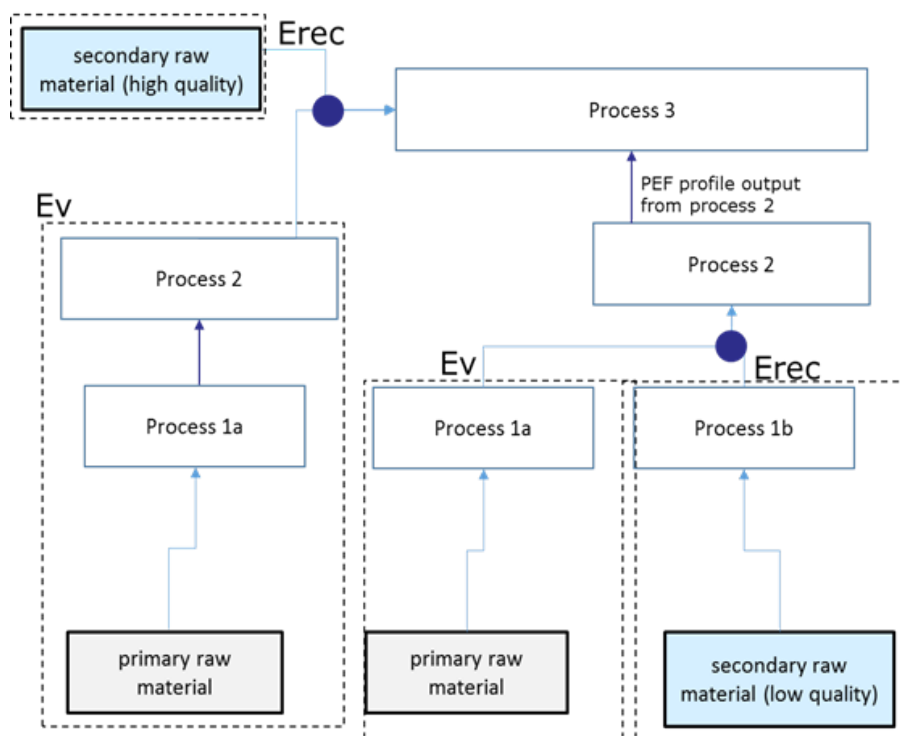 secondary raw
material (high quality)
Erec
Process 3
PEF profile output
from process 2
Ev
Process 2
Process 2
Ev
Erec
Process 1a
Process 1a
Process 1b
primary raw
material
primary raw
material
secondary raw
material (low quality)